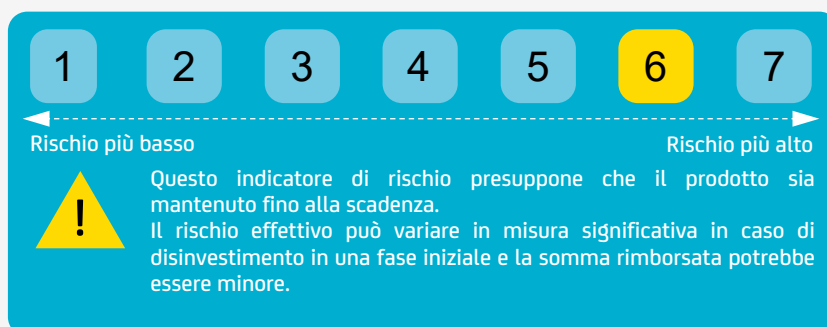 1 2 3 4 5 6 7
Rischio più basso Rischio più alto
!
Questo indicatore di rischio presuppone che il prodotto sia
mantenuto fino alla scadenza.
Il rischio effettivo può variare in misura significativa in caso di
disinvestimento in una fase iniziale e la somma rimborsata potrebbe
essere minore.